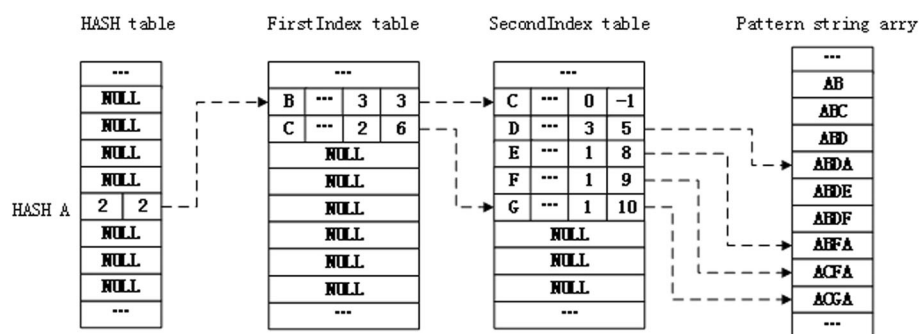 HASH table
---
NULL
NULL
NULL
NULL
HASH A 2 2
NULL
NULL
NULL
---
FirstIndex table
---
B --- 3 3
C --- 2 6
NULL
NULL
NULL
NULL
NULL
NULL
---
SecondIndex table
---
C --- 0 -1
D --- 3 5
E --- 1 8
F --- 1 9
G --- 1 10
NULL
NULL
NULL
---
Pattern string arry
---
AB
ABC
ABD
ABDA
ABDE
ABDF
ABFA
ACFA
ACGA
---